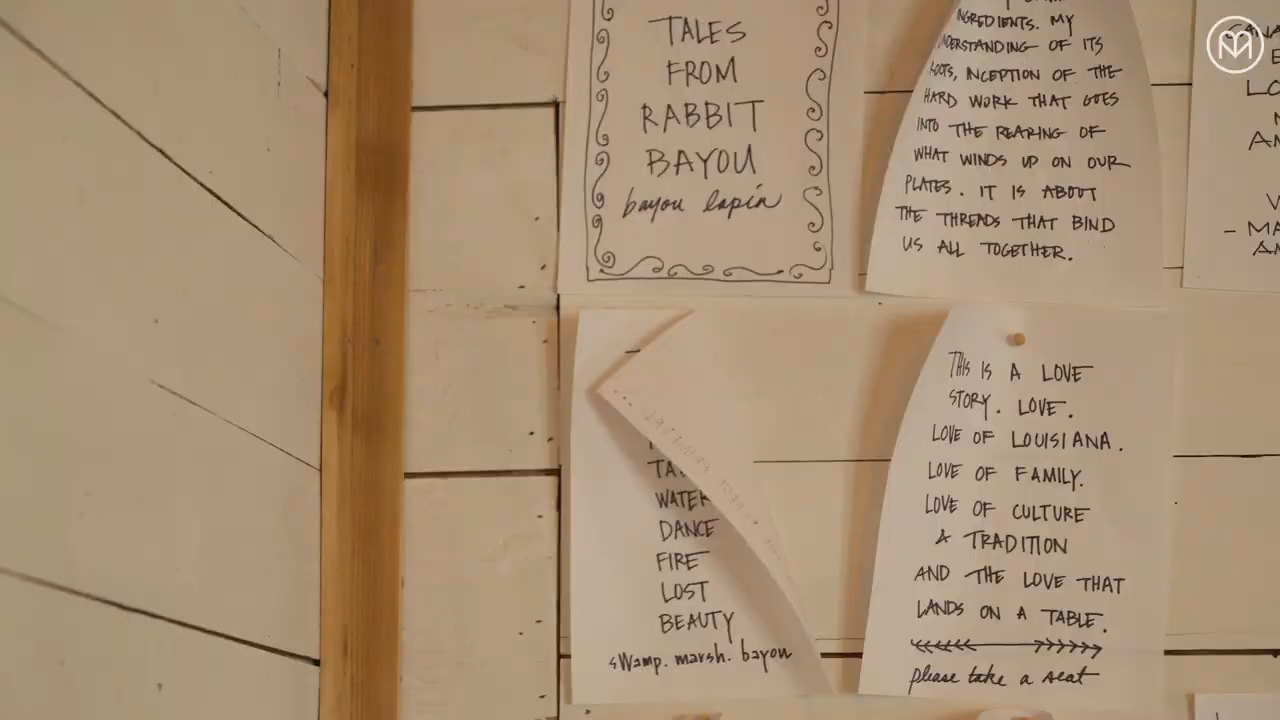 TALES
FROM
RABBIT
BAYOU
bayou lapin
INGREDIENTS. MY
OF ITS
INCEPTION OF THE
HARD WORK THAT GOES
INTO THE REARING OF
WHAT WINDS UP ON OUR
PLATES. IT IS ABOUT
THE THREADS THAT BIND
US ALL TOGETHER.
WATER
DANCE
FIRE
LOST
BEAUTY
swamp. marsh. bayou
THIS IS A LOVE
STORY. LOVE.
LOVE OF LOUISIANA.
LOVE OF FAMILY.
LOVE OF CULTURE
& TRADITION
AND THE LOVE THAT
LANDS ON A TABLE.
please take a seat